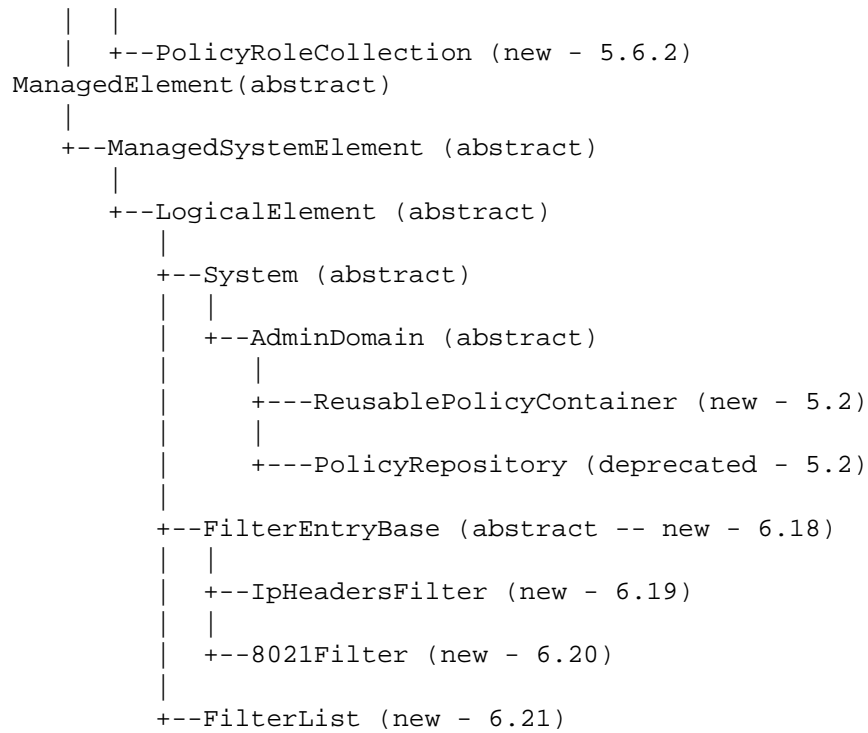 |  |
|  +--PolicyRoleCollection (new - 5.6.2)
ManagedElement(abstract)
|
+--ManagedSystemElement (abstract)
|
+--LogicalElement (abstract)
|
+--System (abstract)
|  |
|  +--AdminDomain (abstract)
|     |
|     +---ReusablePolicyContainer (new - 5.2)
|     |
|     +---PolicyRepository (deprecated - 5.2)
|
+--FilterEntryBase (abstract -- new - 6.18)
|  |
|  +--IpHeadersFilter (new - 6.19)
|  |
|  +--8021Filter (new - 6.20)
|
+--FilterList (new - 6.21)